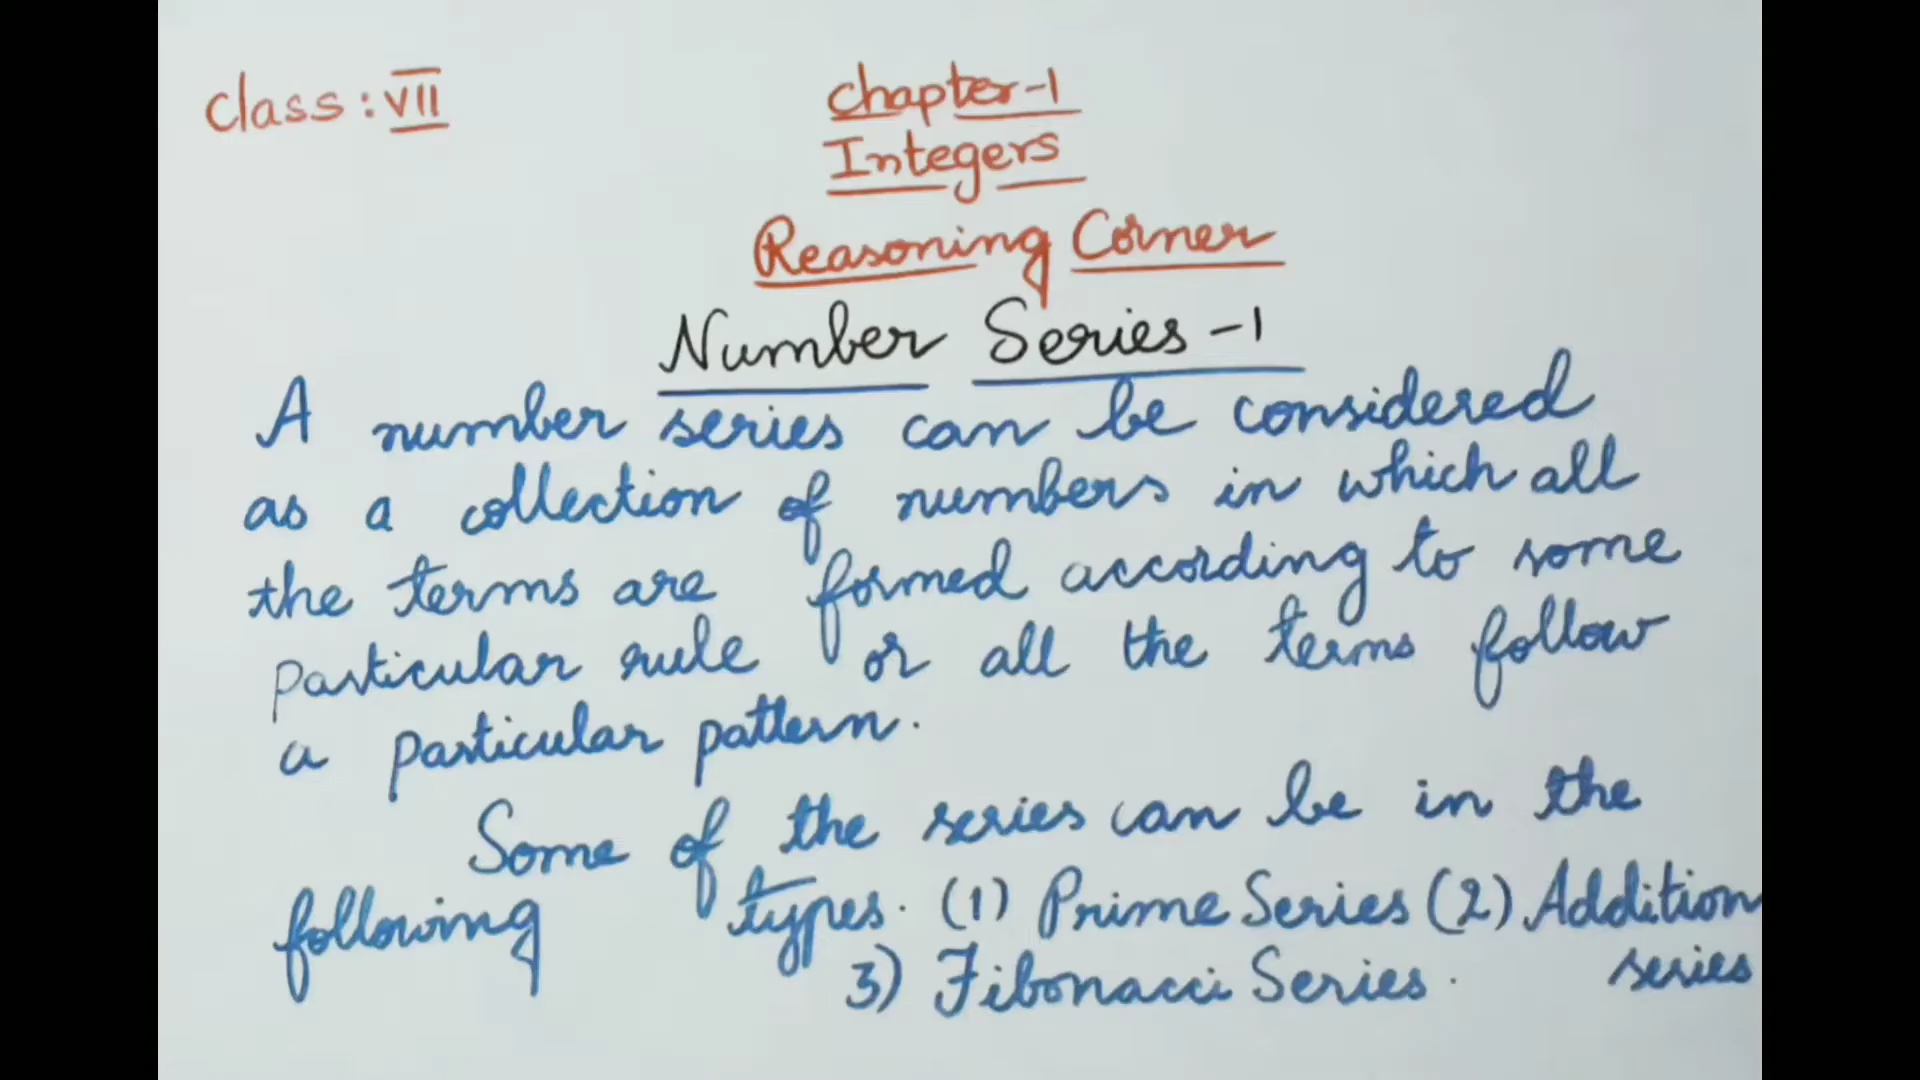 Class: VII
Chapter-1
Integers
Reasoning Corner
Number Series-1
A number series can be considered
as a collection of numbers in which all
the terms are formed according to some
particular rule or all the terms follow
a particular pattern.
Some of the series can be in the
following types. (1) Prime Series (2) Addition
series
3) Fibonacci Series.